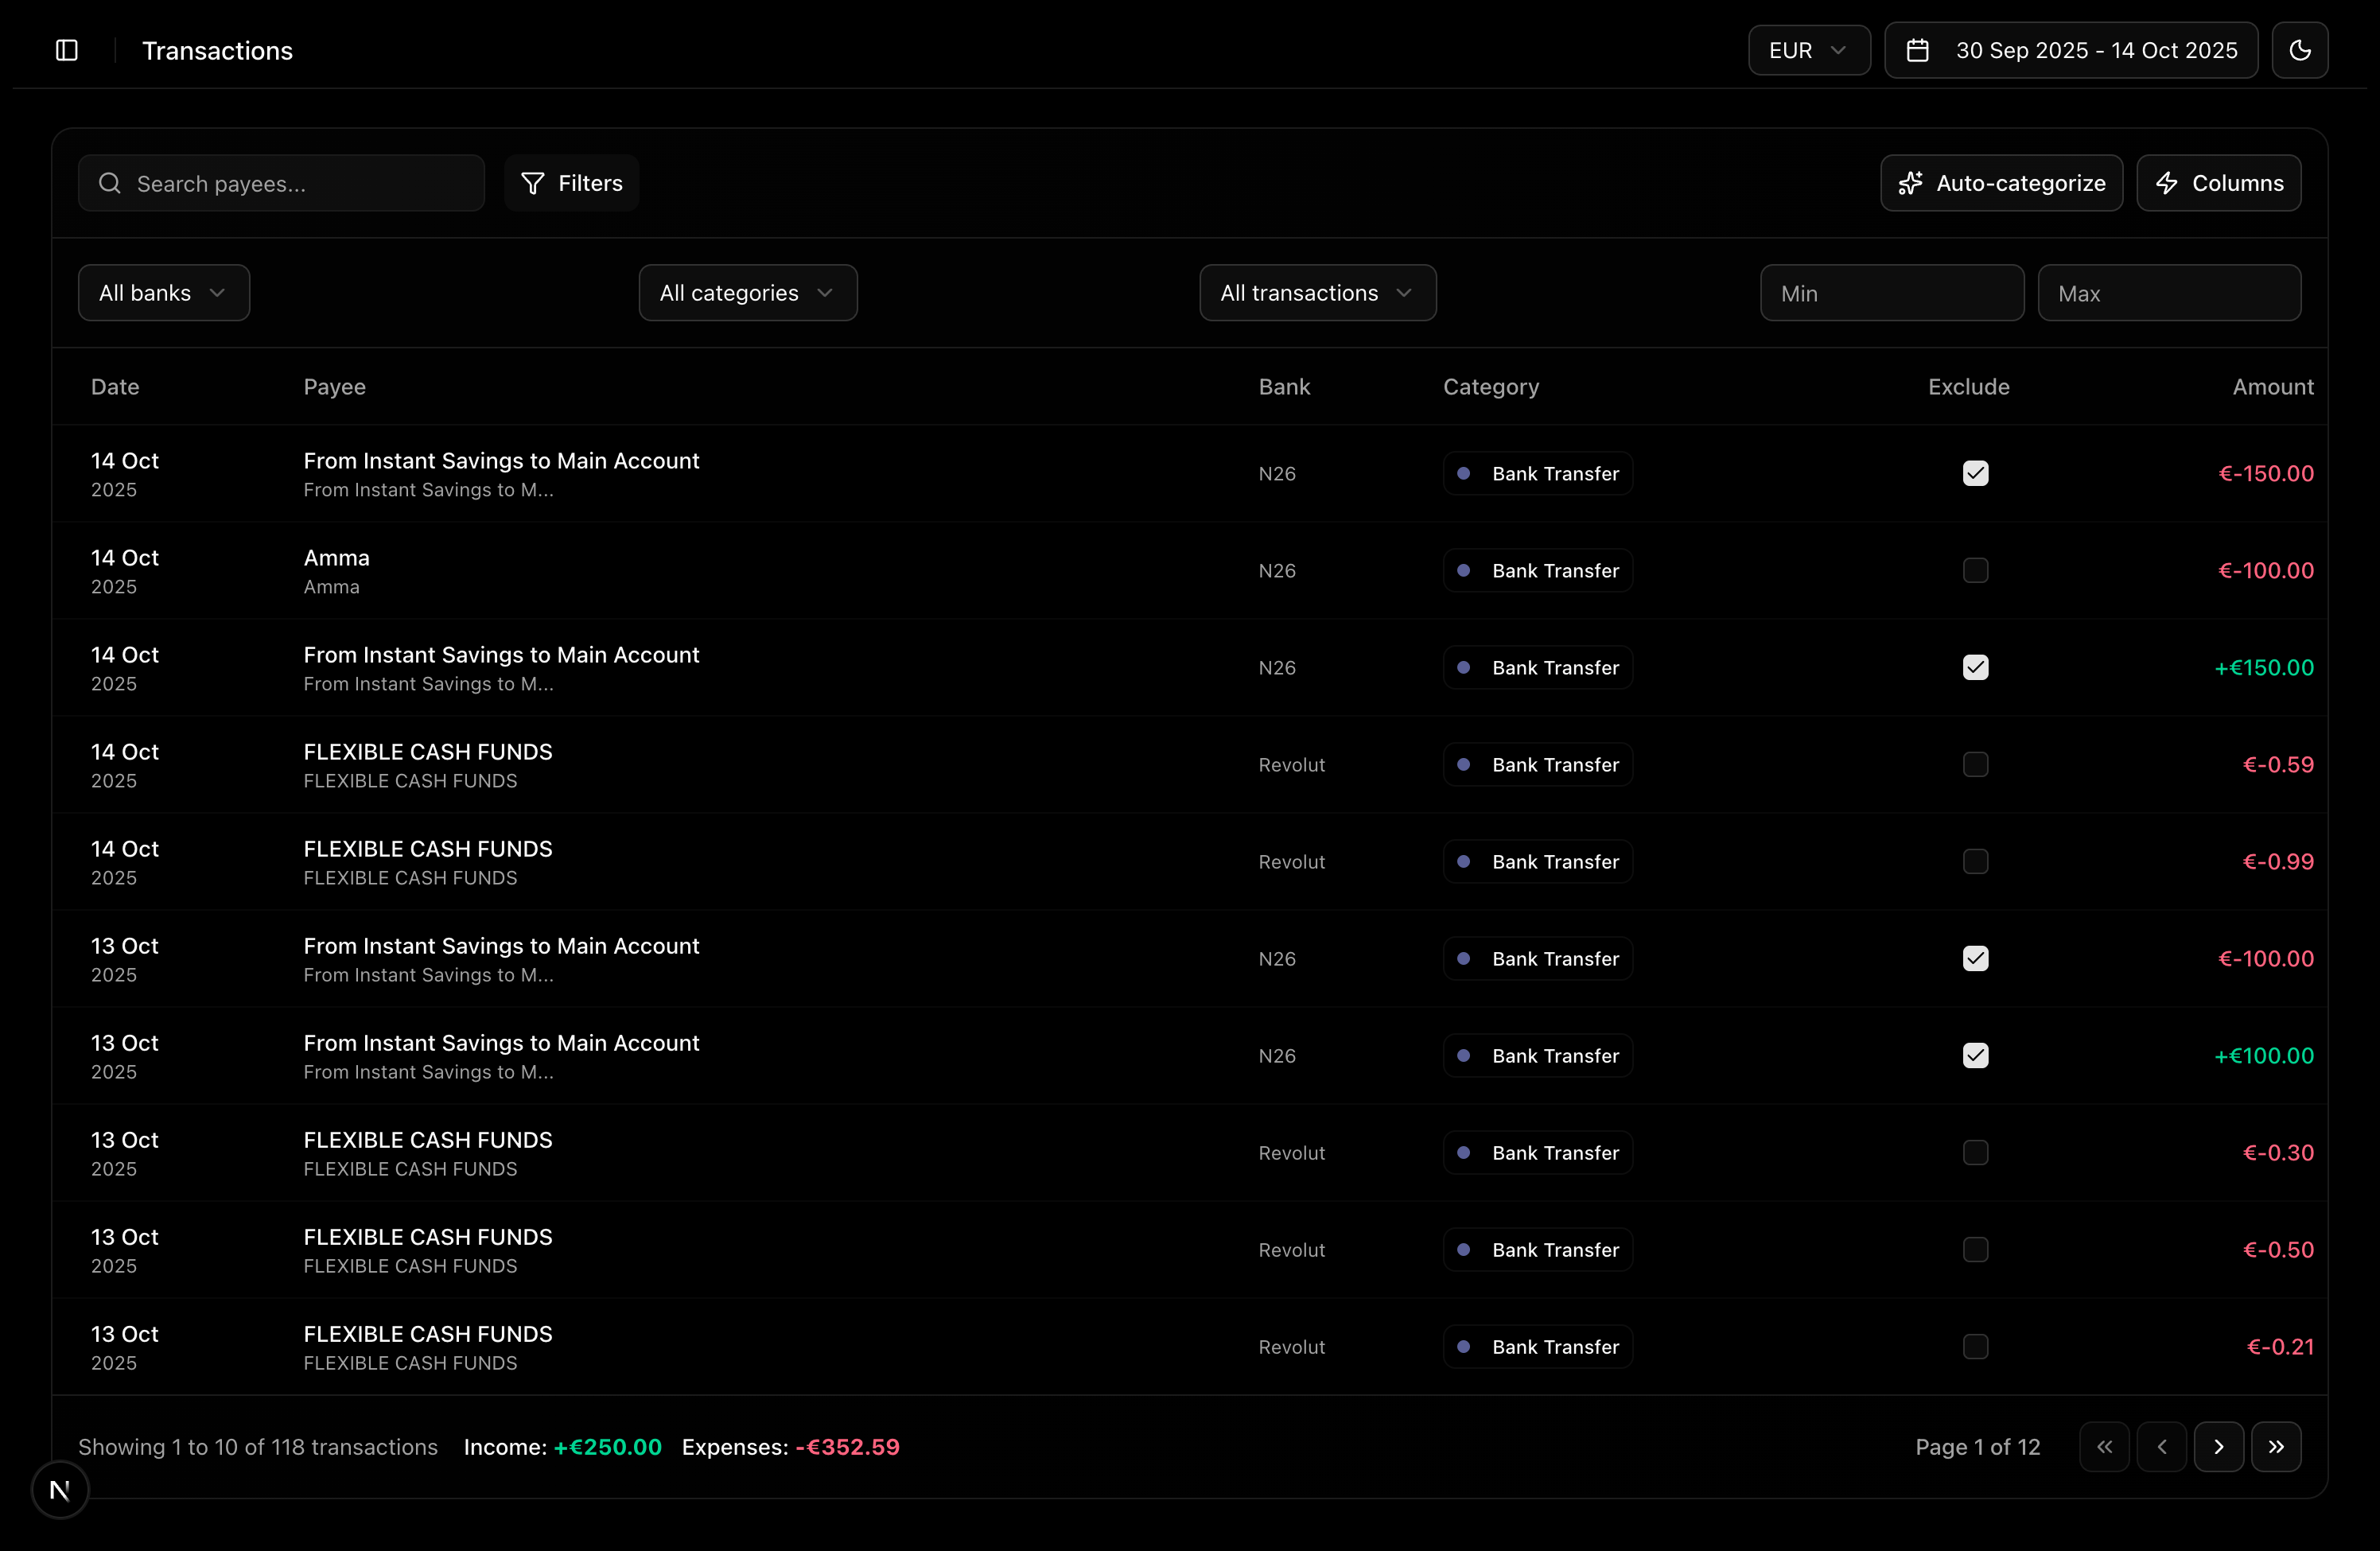 Transactions
EUR
30 Sep 2025 - 14 Oct 2025
Search payees...
Filters
Auto-categorize
Columns
All banks
All categories
All transactions
Min
Max
Date Payee Bank Category Exclude Amount
14 Oct From Instant Savings to Main Account N26 Bank Transfer €-150.00
2025 From Instant Savings to M...
14 Oct Amma N26 Bank Transfer €-100.00
2025 Amma
14 Oct From Instant Savings to Main Account N26 Bank Transfer +€150.00
2025 From Instant Savings to M...
14 Oct FLEXIBLE CASH FUNDS Revolut Bank Transfer €-0.59
2025 FLEXIBLE CASH FUNDS
14 Oct FLEXIBLE CASH FUNDS Revolut Bank Transfer €-0.99
2025 FLEXIBLE CASH FUNDS
13 Oct From Instant Savings to Main Account N26 Bank Transfer €-100.00
2025 From Instant Savings to M...
13 Oct From Instant Savings to Main Account N26 Bank Transfer +€100.00
2025 From Instant Savings to M...
13 Oct FLEXIBLE CASH FUNDS Revolut Bank Transfer €-0.30
2025 FLEXIBLE CASH FUNDS
13 Oct FLEXIBLE CASH FUNDS Revolut Bank Transfer €-0.50
2025 FLEXIBLE CASH FUNDS
13 Oct FLEXIBLE CASH FUNDS Revolut Bank Transfer €-0.21
2025 FLEXIBLE CASH FUNDS
Showing 1 to 10 of 118 transactions Income: +€250.00 Expenses: -€352.59 Page 1 of 12
N